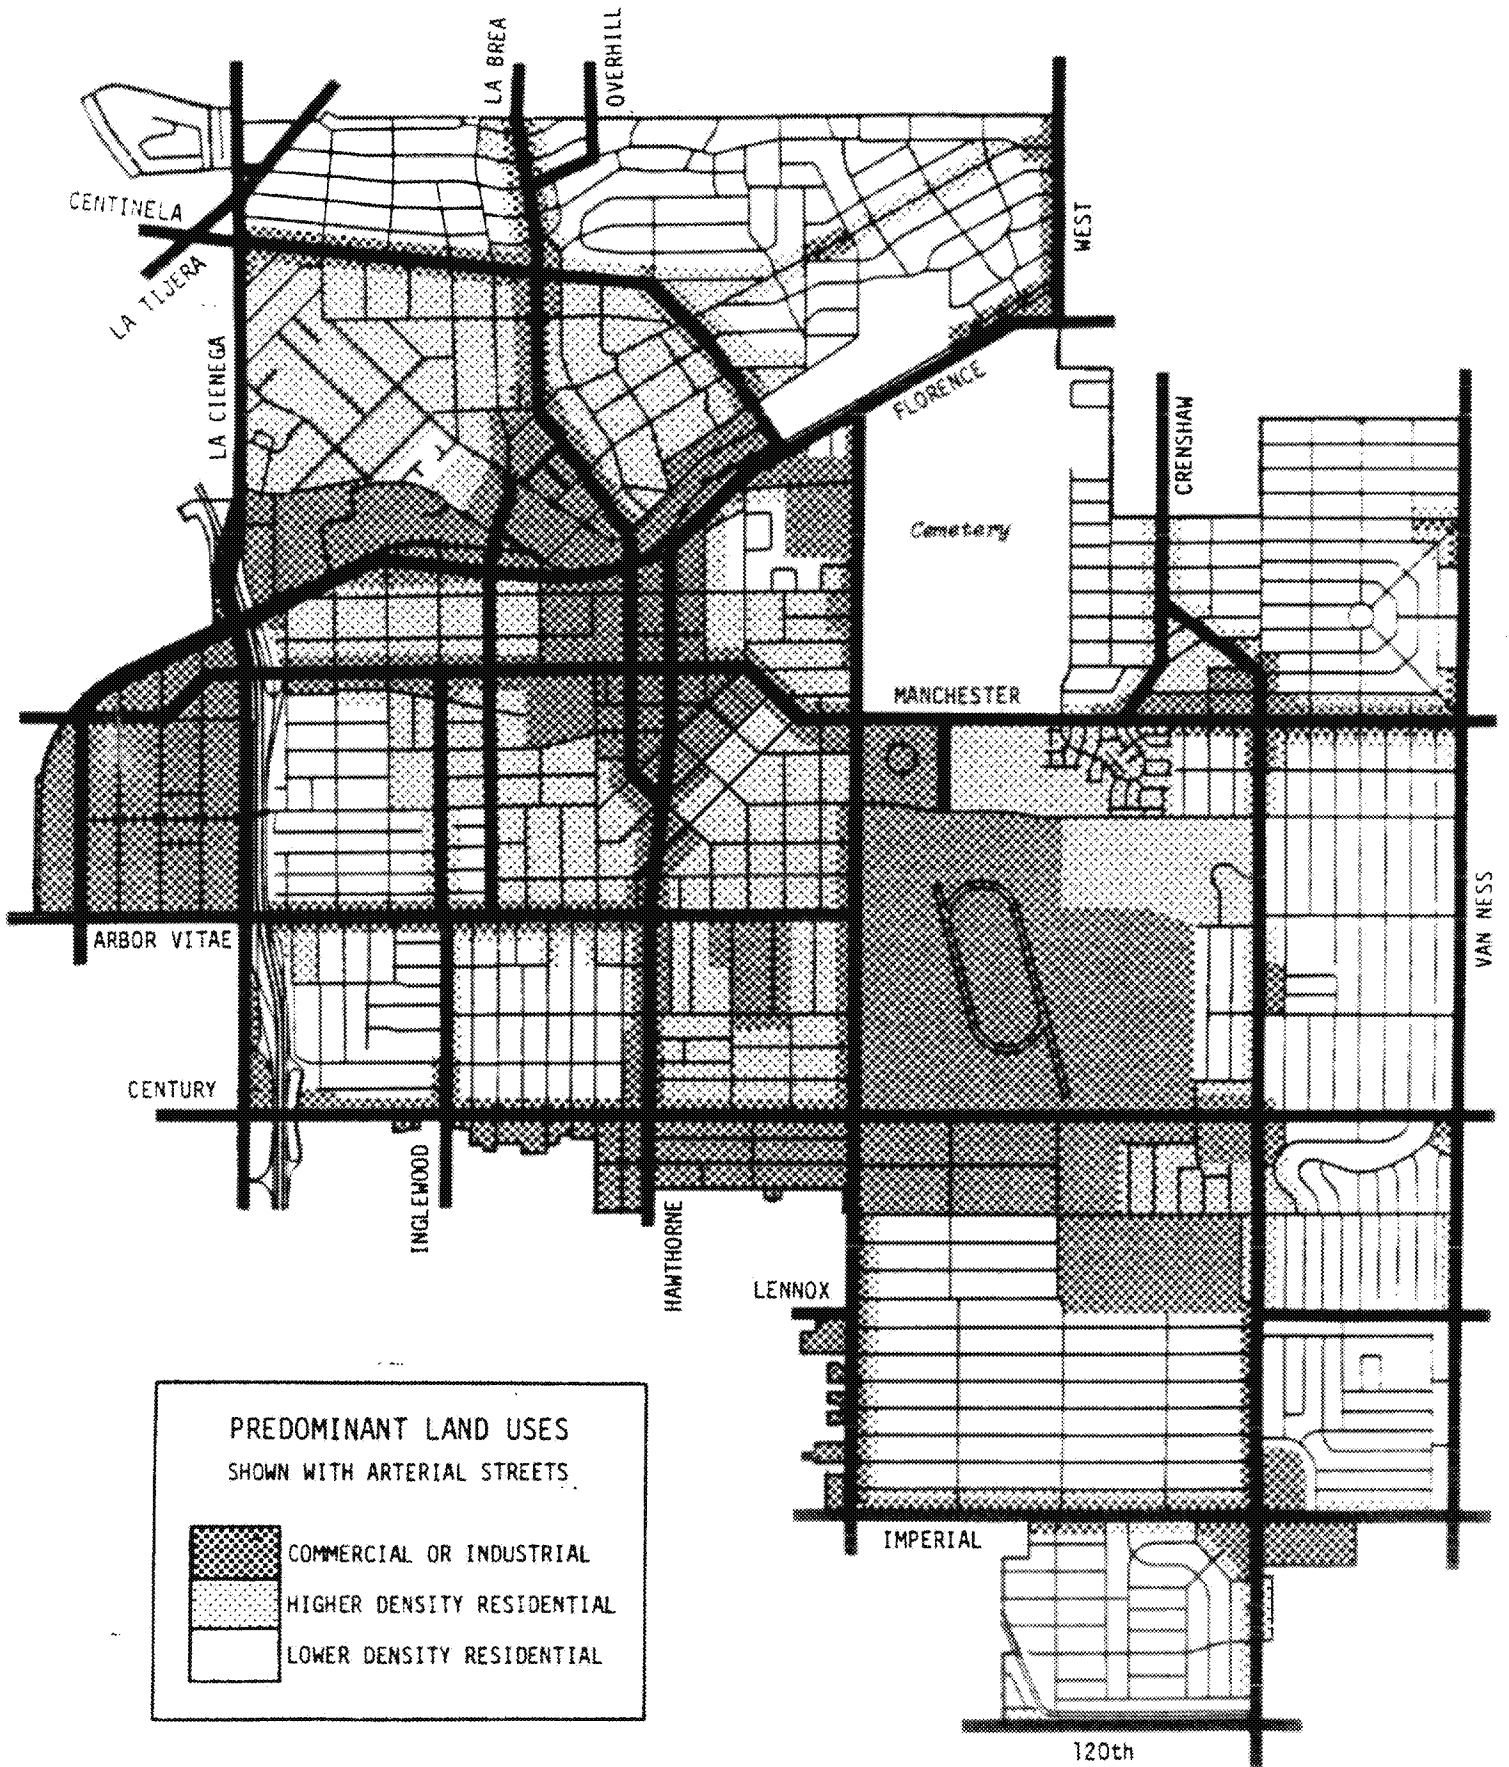 LA BREA
OVERHILL
CENTINELA
LA TIJERA
WEST
LA CIENEGA
FLORENCE
CRENSHAW
Cemetery
MANCHESTER
ARBOR VITAE
VAN NESS
CENTURY
INGLEWOOD
HAWTHORNE
LENNOX
IMPERIAL
120th
PREDOMINANT LAND USES
SHOWN WITH ARTERIAL STREETS
COMMERCIAL OR INDUSTRIAL
HIGHER DENSITY RESIDENTIAL
LOWER DENSITY RESIDENTIAL